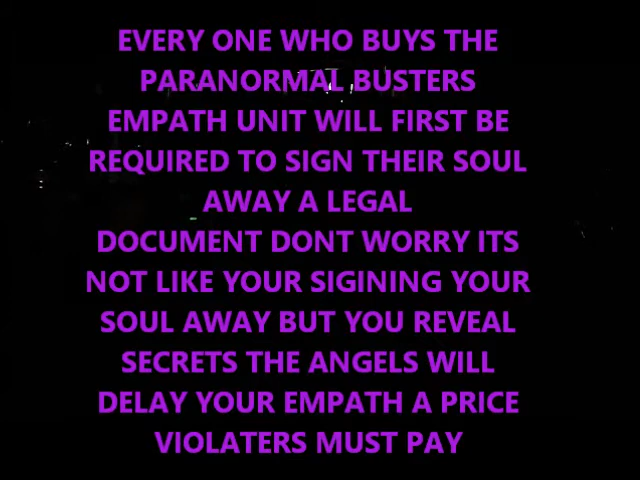 EVERY ONE WHO BUYS THE
PARANORMAL BUSTERS
EMPATH UNIT WILL FIRST BE
REQUIRED TO SIGN THEIR SOUL
AWAY A LEGAL
DOCUMENT DONT WORRY ITS
NOT LIKE YOUR SIGINING YOUR
SOUL AWAY BUT YOU REVEAL
SECRETS THE ANGELS WILL
DELAY YOUR EMPATH A PRICE
VIOLATERS MUST PAY